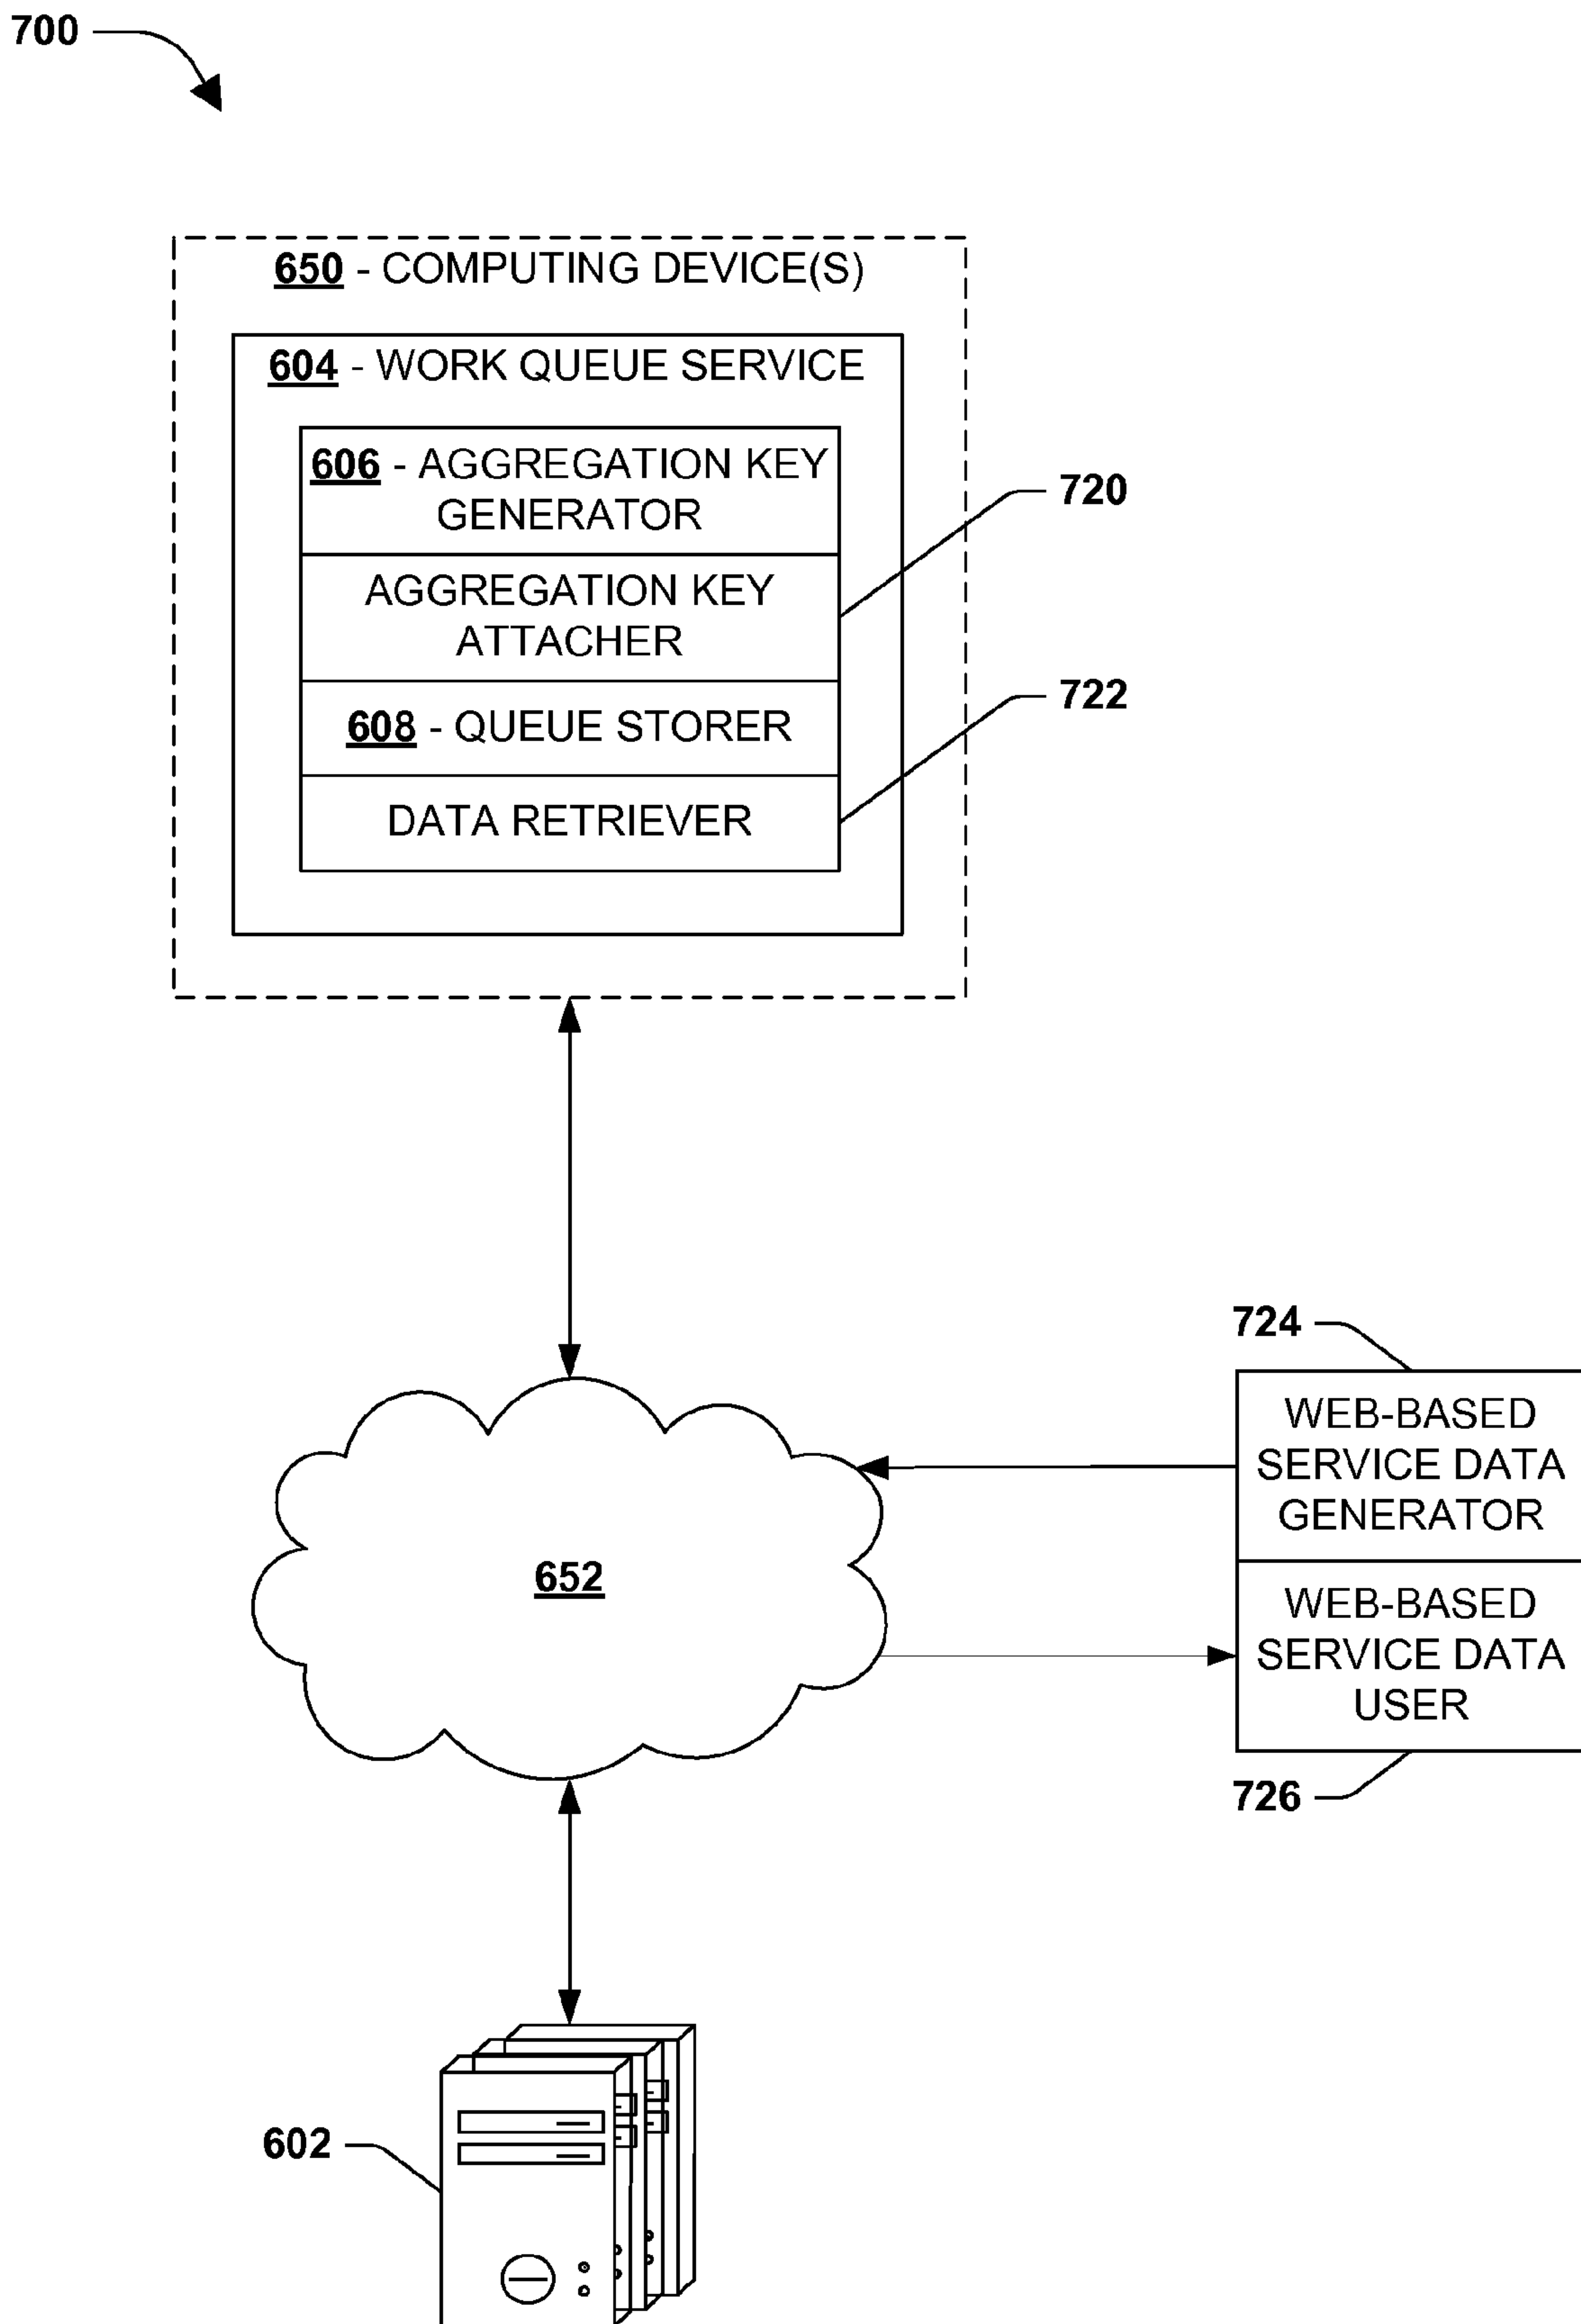 700
650 - COMPUTING DEVICE(S)
604 - WORK QUEUE SERVICE
606 - AGGREGATION KEY
GENERATOR
720
AGGREGATION KEY
ATTACHER
722
608 - QUEUE STORER
DATA RETRIEVER
724
WEB-BASED
SERVICE DATA
GENERATOR
652
WEB-BASED
SERVICE DATA
USER
726
602